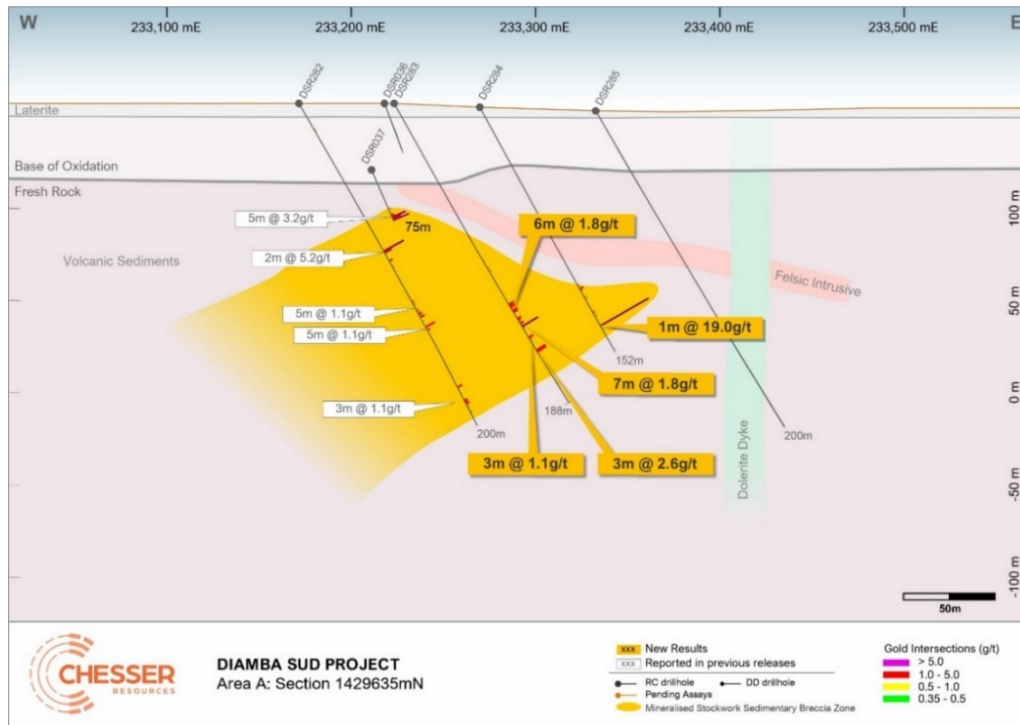 W
E
233,100 mE
233,200 mE
233,300 mE
233,400 mE
233,500 mE
DSR282
DSR036
DSR283
DSR284
DSR285
Laterite
DSR037
Base of Oxidation
Fresh Rock
100 m
5m @ 3.2g/t
75m
6m @ 1.8g/t
Volcanic Sediments
2m @ 5.2g/t
Felsic Intrusive
50 m
5m @ 1.1g/t
5m @ 1.1g/t
1m @ 19.0g/t
152m
7m @ 1.8g/t
0 m
3m @ 1.1g/t
188m
200m
200m
Dolerite Dyke
3m @ 1.1g/t
3m @ 2.6g/t
-50 m
-100 m
50m
CHESSER
RESOURCES
DIAMBA SUD PROJECT
Area A: Section 1429635mN
XXX New Results
XXX Reported in previous releases
RC drillhole
DD drillhole
Pending Assays
Mineralised Stockwork Sedimentary Breccia Zone
Gold Intersections (g/t)
> 5.0
1.0 - 5.0
0.5 - 1.0
0.35 - 0.5